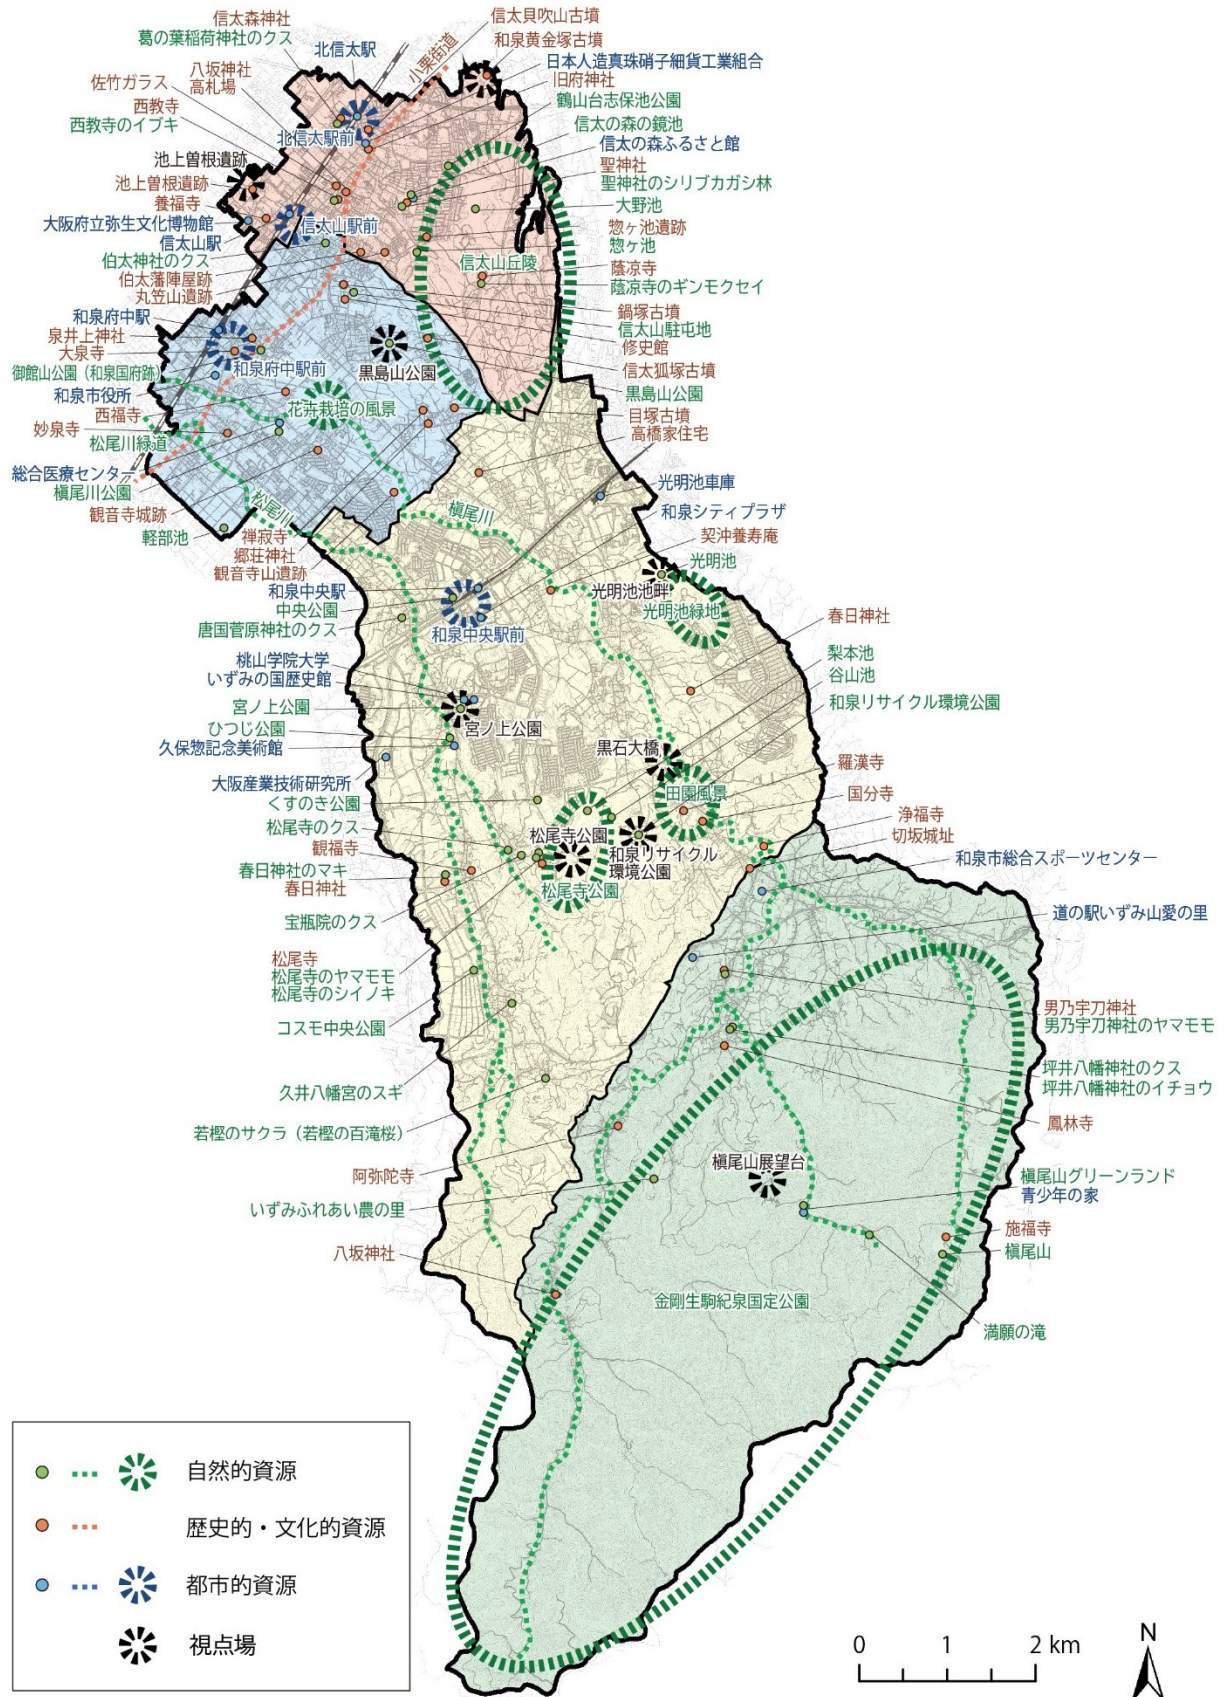 信太森神社
葛の葉稲荷神社のクス
北信太駅
八坂神社
高札場
佐竹ガラス
西教寺
西教寺のイブキ
池上曽根遺跡
池上曽根遺跡
養福寺
大阪府立弥生文化博物館
信太山駅
伯太神社のクス
伯太藩陣屋跡
丸笠山遺跡
和泉府中駅
泉井上神社
大泉寺
御館山公園（和泉国府跡）
和泉市役所
西福寺
妙泉寺
松尾川緑道
総合医療センター
槇尾川公園
観音寺城跡
軽部池
禅寂寺
郷荘神社
観音寺山遺跡
小栗街道
信太貝吹山古墳
和泉黄金塚古墳
日本人造真珠硝子細貨工業組合
旧府神社
鶴山台志保池公園
信太の森の鏡池
信太の森ふるさと館
聖神社
聖神社のシリブカガシ林
大野池
惣ヶ池遺跡
惣ヶ池
蔭凉寺
蔭凉寺のギンモクセイ
鍋塚古墳
信太山駐屯地
修史館
信太狐塚古墳
黒島山公園
目塚古墳
高橋家住宅
北信太駅前
信太山駅前
信太山丘陵
和泉府中駅前
黒島山公園
花卉栽培の風景
松尾川
槇尾川
光明池車庫
和泉シティプラザ
契沖養寿庵
光明池
光明池池畔
光明池緑地
和泉中央駅
中央公園
唐国菅原神社のクス
和泉中央駅前
桃山学院大学
いずみの国歴史館
宮ノ上公園
宮ノ上公園
ひつじ公園
久保惣記念美術館
大阪産業技術研究所
くすのき公園
松尾寺のクス
観福寺
春日神社のマキ
春日神社
宝瓶院のクス
松尾寺
松尾寺のヤマモモ
松尾寺のシイノキ
コスモ中央公園
久井八幡宮のスギ
若樫のサクラ（若樫の百滝桜）
阿弥陀寺
いずみふれあい農の里
八坂神社
春日神社
梨本池
谷山池
和泉リサイクル環境公園
黒石大橋
羅漢寺
田園風景
国分寺
浄福寺
切坂城址
松尾寺公園
和泉リサイクル
環境公園
松尾寺公園
和泉市総合スポーツセンター
道の駅いずみ山愛の里
男乃宇刀神社
男乃宇刀神社のヤマモモ
坪井八幡神社のクス
坪井八幡神社のイチョウ
鳳林寺
槇尾山展望台
槇尾山グリーンランド
青少年の家
施福寺
槇尾山
金剛生駒紀泉国定公園
満願の滝
自然的資源
歴史的・文化的資源
都市的資源
視点場
0 1 2 km
N